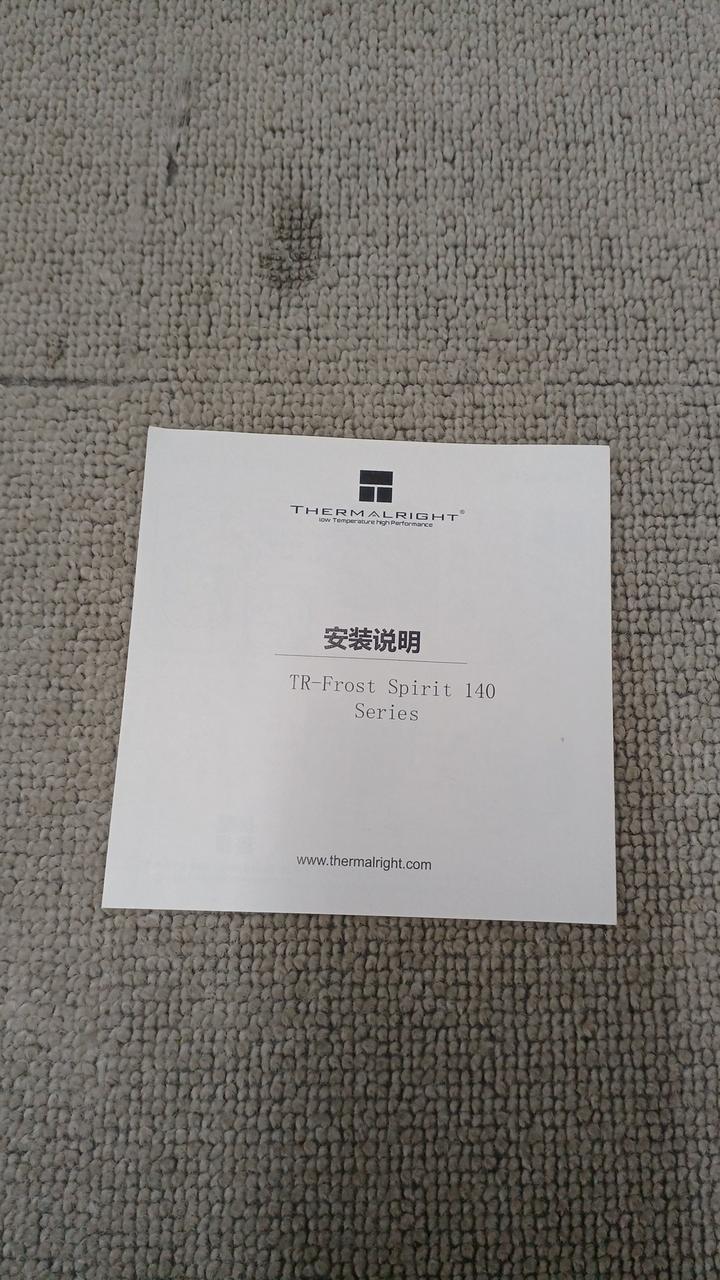 THERMALRIGHT®
low Temperature high Performance
安装说明
TR-Frost Spirit 140
Series
www.thermalright.com